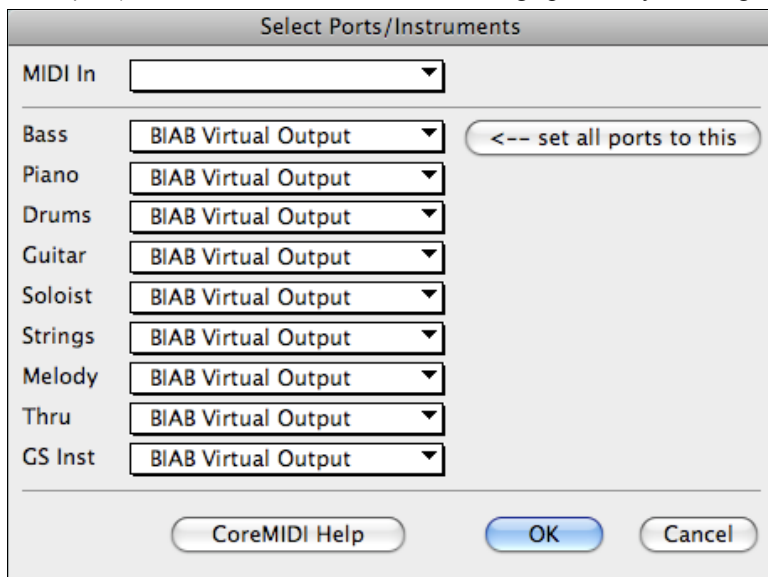 Select Ports/Instruments
MIDI In
Bass BIAB Virtual Output <-- set all ports to this
Piano BIAB Virtual Output
Drums BIAB Virtual Output
Guitar BIAB Virtual Output
Soloist BIAB Virtual Output
Strings BIAB Virtual Output
Melody BIAB Virtual Output
Thru BIAB Virtual Output
GS Inst BIAB Virtual Output
CoreMIDI Help OK Cancel